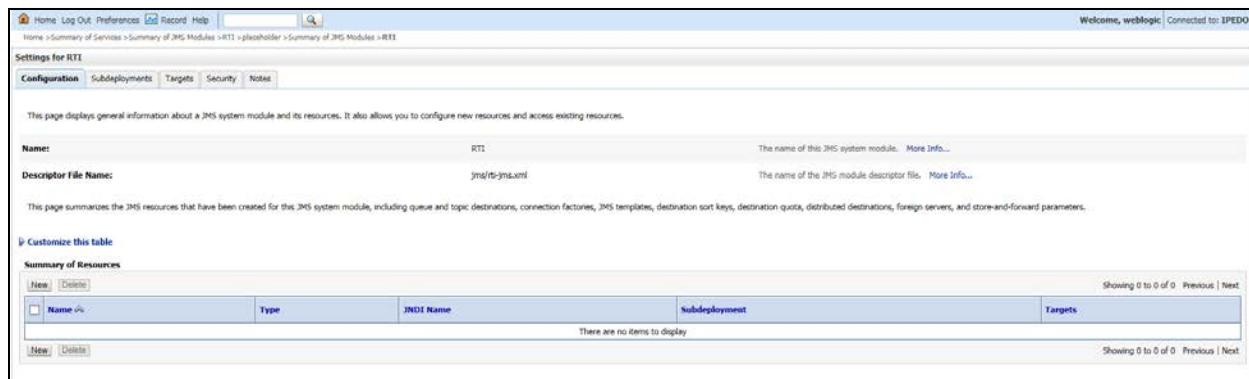 Home Log Out Preferences Record Help
Welcome, weblogic Connected to: IPEDO
Home >Summary of Services >Summary of JMS Modules >RTI >placeholder >Summary of JMS Modules >RTI
Settings for RTI
Configuration Subdeployments Targets Security Notes
This page displays general information about a JMS system module and its resources. It also allows you to configure new resources and access existing resources.
Name: RTI The name of this JMS system module. More Info...
Descriptor File Name: jms/rti-jms.xml The name of the JMS module descriptor file. More Info...
This page summarizes the JMS resources that have been created for this JMS system module, including queue and topic destinations, connection factories, JMS templates, destination sort keys, destination quota, distributed destinations, foreign servers, and store-and-forward parameters.
Customize this table
Summary of Resources
New Delete Showing 0 to 0 of 0 Previous | Next
Name Type JNDI Name Subdeployment Targets
There are no items to display
New Delete Showing 0 to 0 of 0 Previous | Next